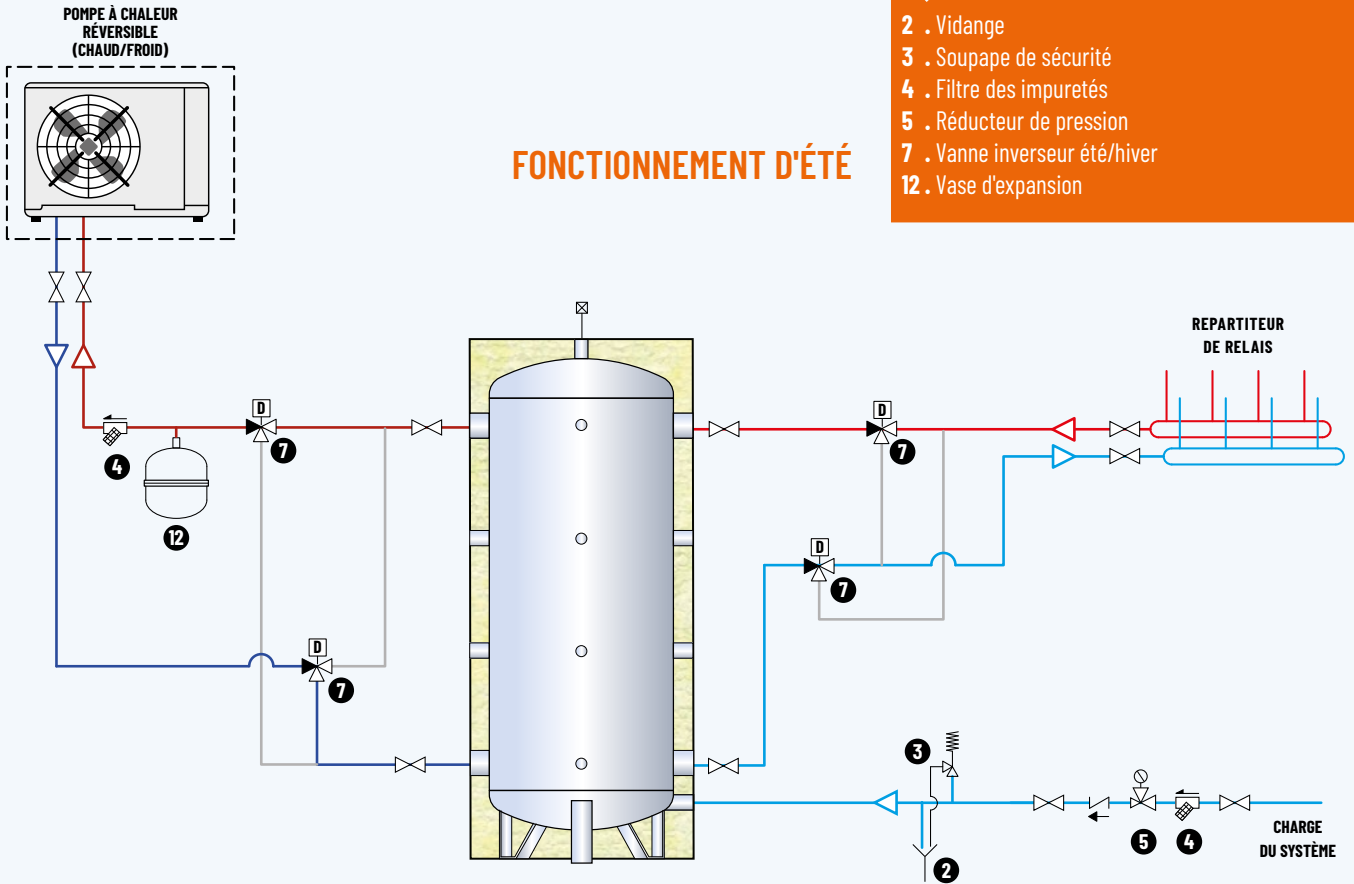 POMPE À CHALEUR
RÉVERSIBLE
(CHAUD/FROID)
2 . Vidange
3 . Soupape de sécurité
4 . Filtre des impuretés
5 . Réducteur de pression
7 . Vanne inverseur été/hiver
12 . Vase d'expansion
FONCTIONNEMENT D'ÉTÉ
REPARTITEUR
DE RELAIS
D
7
4
12
D
7
D
7
D
7
3
2
5
4
CHARGE
DU SYSTÈME